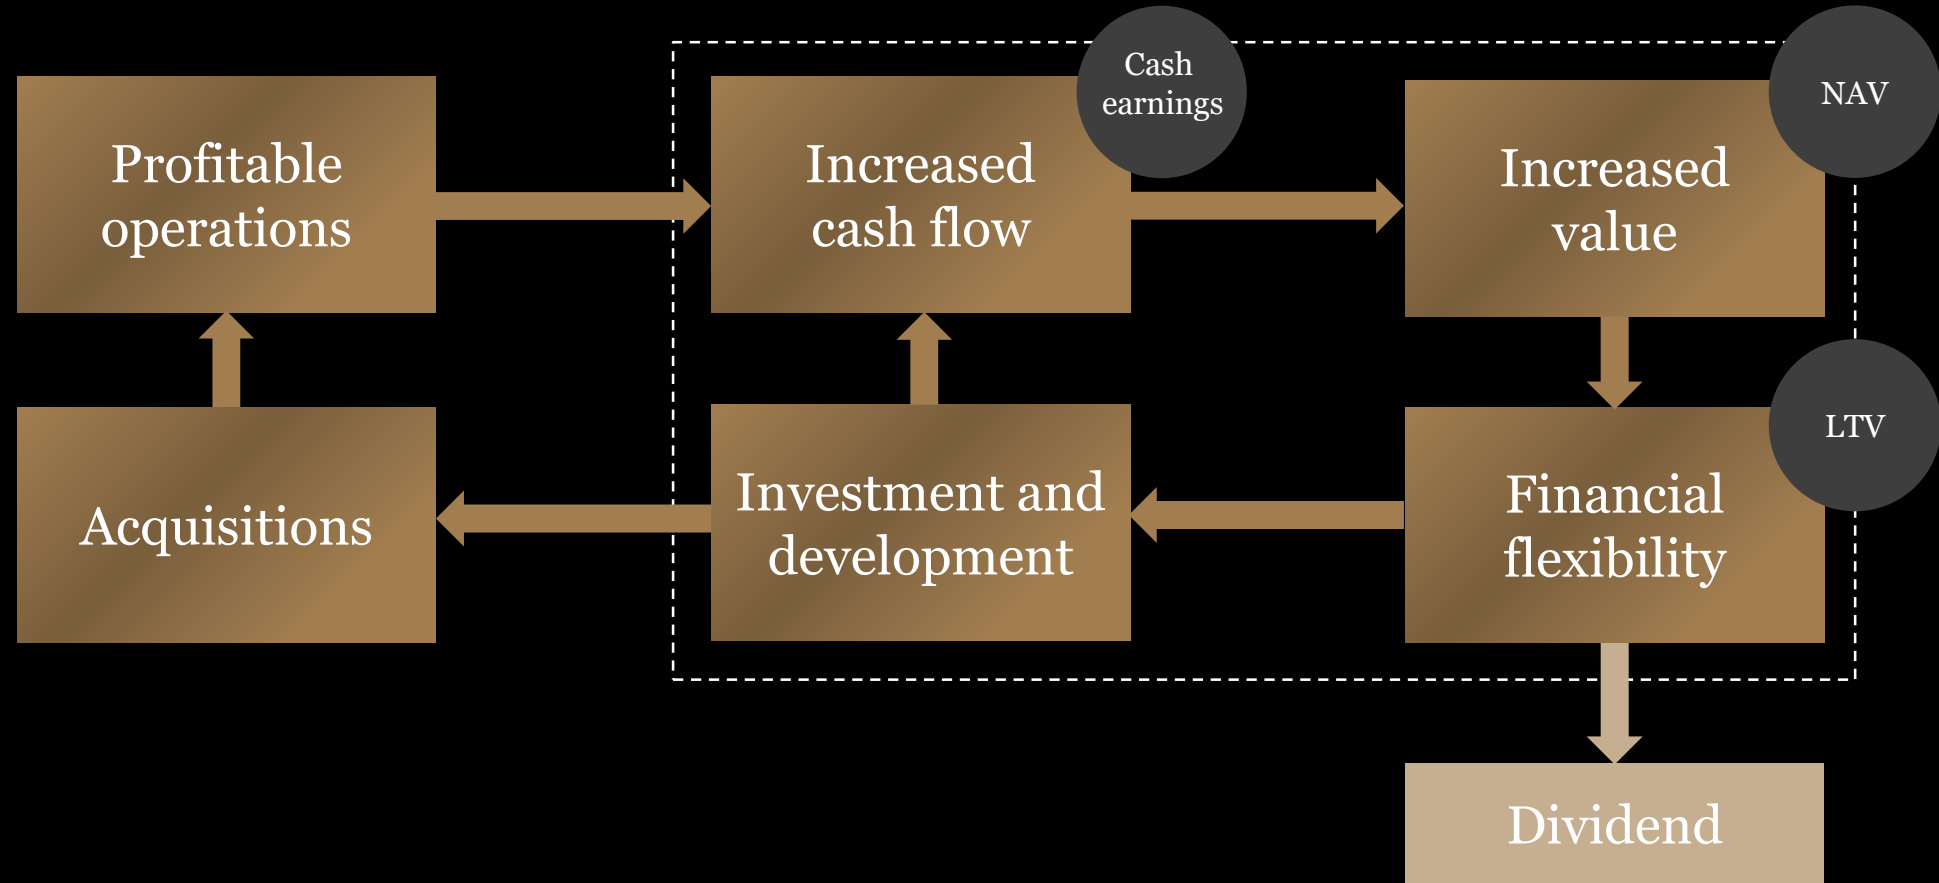 Profitable
operations
Increased
cash flow
Cash
earnings
Increased
value
NAV
Acquisitions
Investment and
development
Financial
flexibility
LTV
Dividend